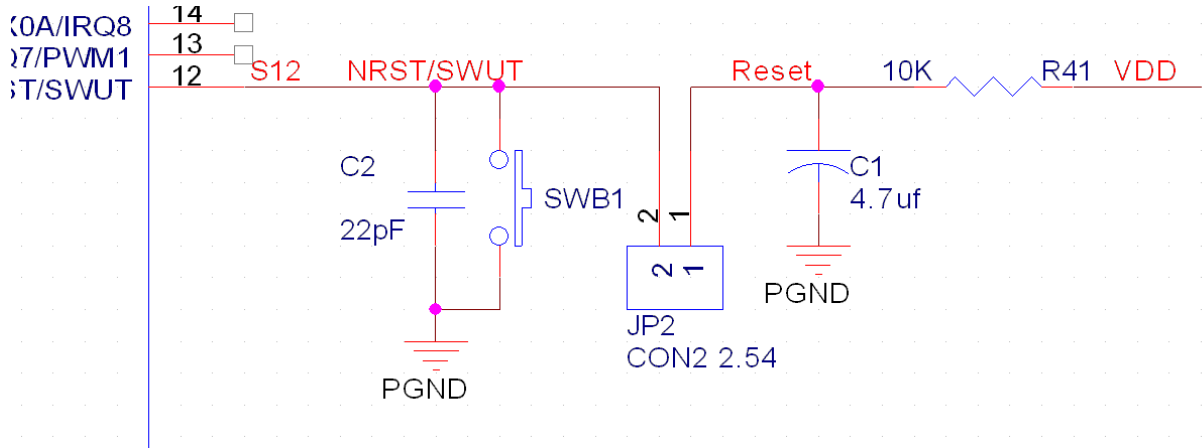 14
X0A/IRQ8
13
Q7/PWM1
12
ST/SWUT
S12
NRST/SWUT
Reset
10K
R41
VDD
C2
22pF
SWB1
2
1
2
1
JP2
CON2 2.54
C1
4.7uf
PGND
PGND